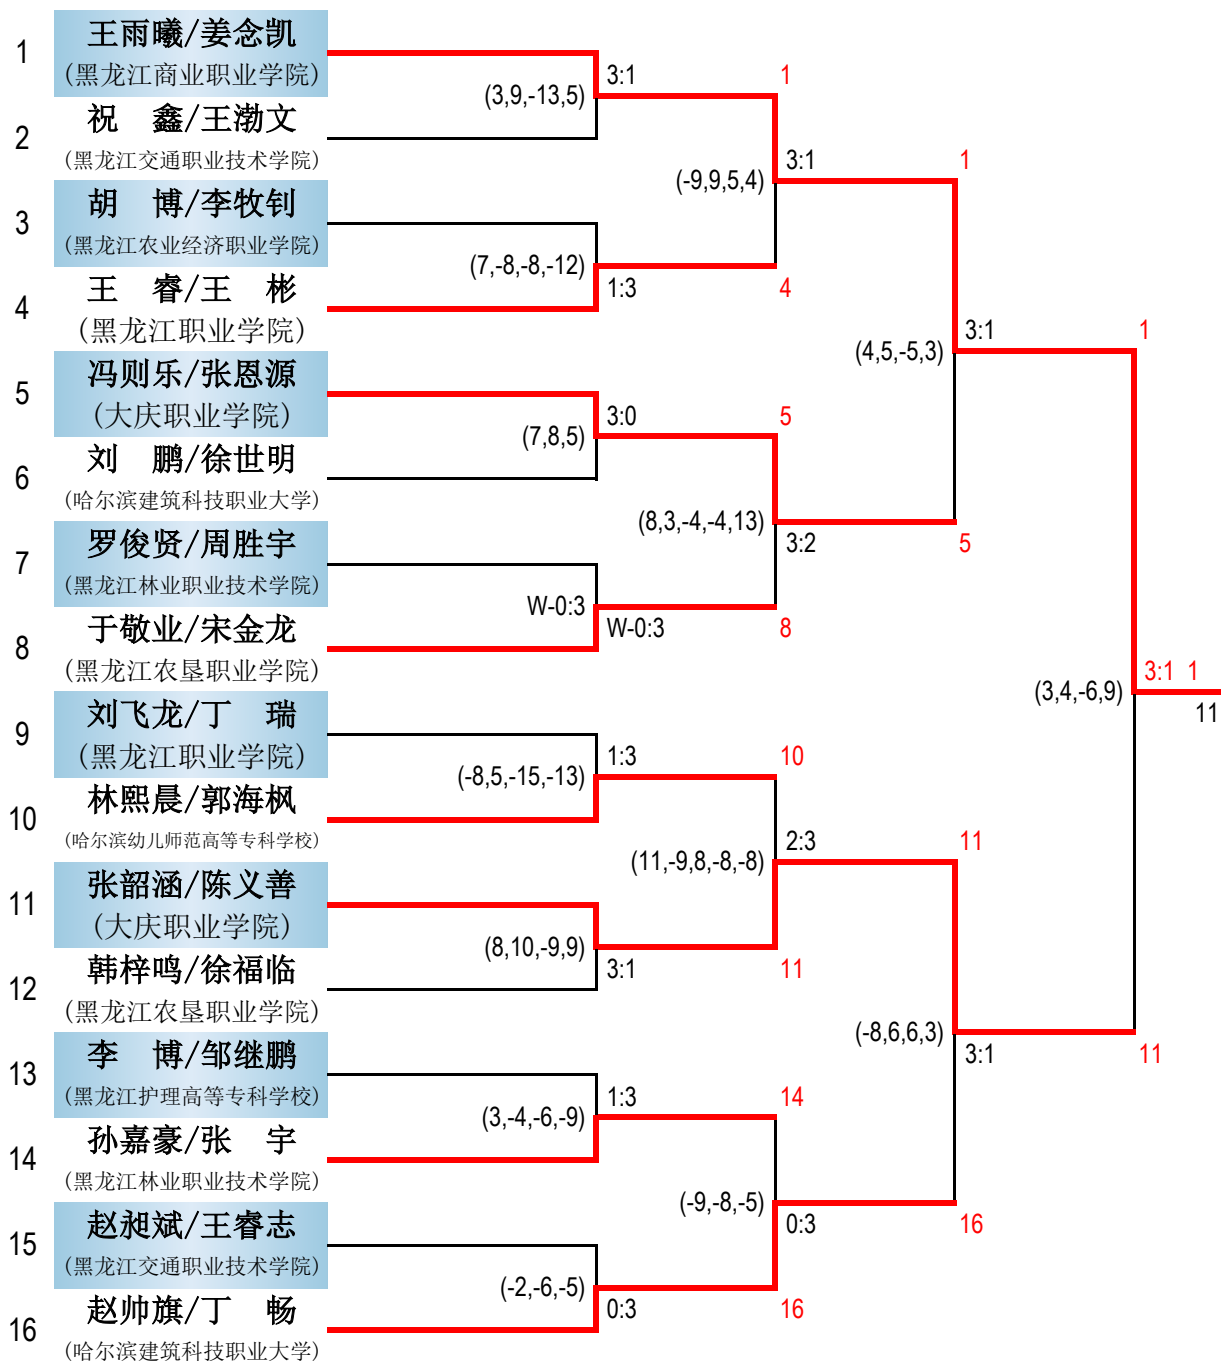 1 王雨曦/姜念凯
(黑龙江商业职业学院)
2 祝　鑫/王渤文
(黑龙江交通职业技术学院)
3 胡　博/李牧钊
(黑龙江农业经济职业学院)
4 王　睿/王　彬
(黑龙江职业学院)
5 冯则乐/张恩源
(大庆职业学院)
6 刘　鹏/徐世明
(哈尔滨建筑科技职业大学)
7 罗俊贤/周胜宇
(黑龙江林业职业技术学院)
8 于敬业/宋金龙
(黑龙江农垦职业学院)
9 刘飞龙/丁　瑞
(黑龙江职业学院)
10 林熙晨/郭海枫
(哈尔滨幼儿师范高等专科学校)
11 张韶涵/陈义善
(大庆职业学院)
12 韩梓鸣/徐福临
(黑龙江农垦职业学院)
13 李　博/邹继鹏
(黑龙江护理高等专科学校)
14 孙嘉豪/张　宇
(黑龙江林业职业技术学院)
15 赵昶斌/王睿志
(黑龙江交通职业技术学院)
16 赵帅旗/丁　畅
(哈尔滨建筑科技职业大学)
(3,9,-13,5) 3:1 1
(7,-8,-8,-12) 1:3 4
(7,8,5) 3:0 5
W-0:3 W-0:3 8
(-8,5,-15,-13) 1:3 10
(8,10,-9,9) 3:1 11
(3,-4,-6,-9) 1:3 14
(-2,-6,-5) 0:3 16
(-9,9,5,4) 3:1 1
(8,3,-4,-4,13) 3:2 5
(11,-9,8,-8,-8) 2:3 11
(-9,-8,-5) 0:3 16
(4,5,-5,3) 3:1 1
(-8,6,6,3) 3:1 11
(3,4,-6,9) 3:1 1
11